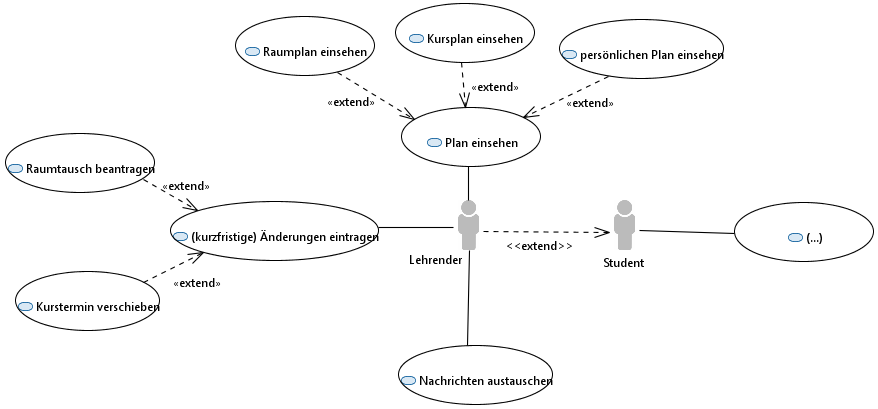 Raumplan einsehen
Kursplan einsehen
persönlichen Plan einsehen
«extend»
«extend»
«extend»
Plan einsehen
Raumtausch beantragen
«extend»
(kurzfristige) Änderungen eintragen
<<extend>>
(...)
Lehrender
Student
«extend»
Kurstermin verschieben
Nachrichten austauschen